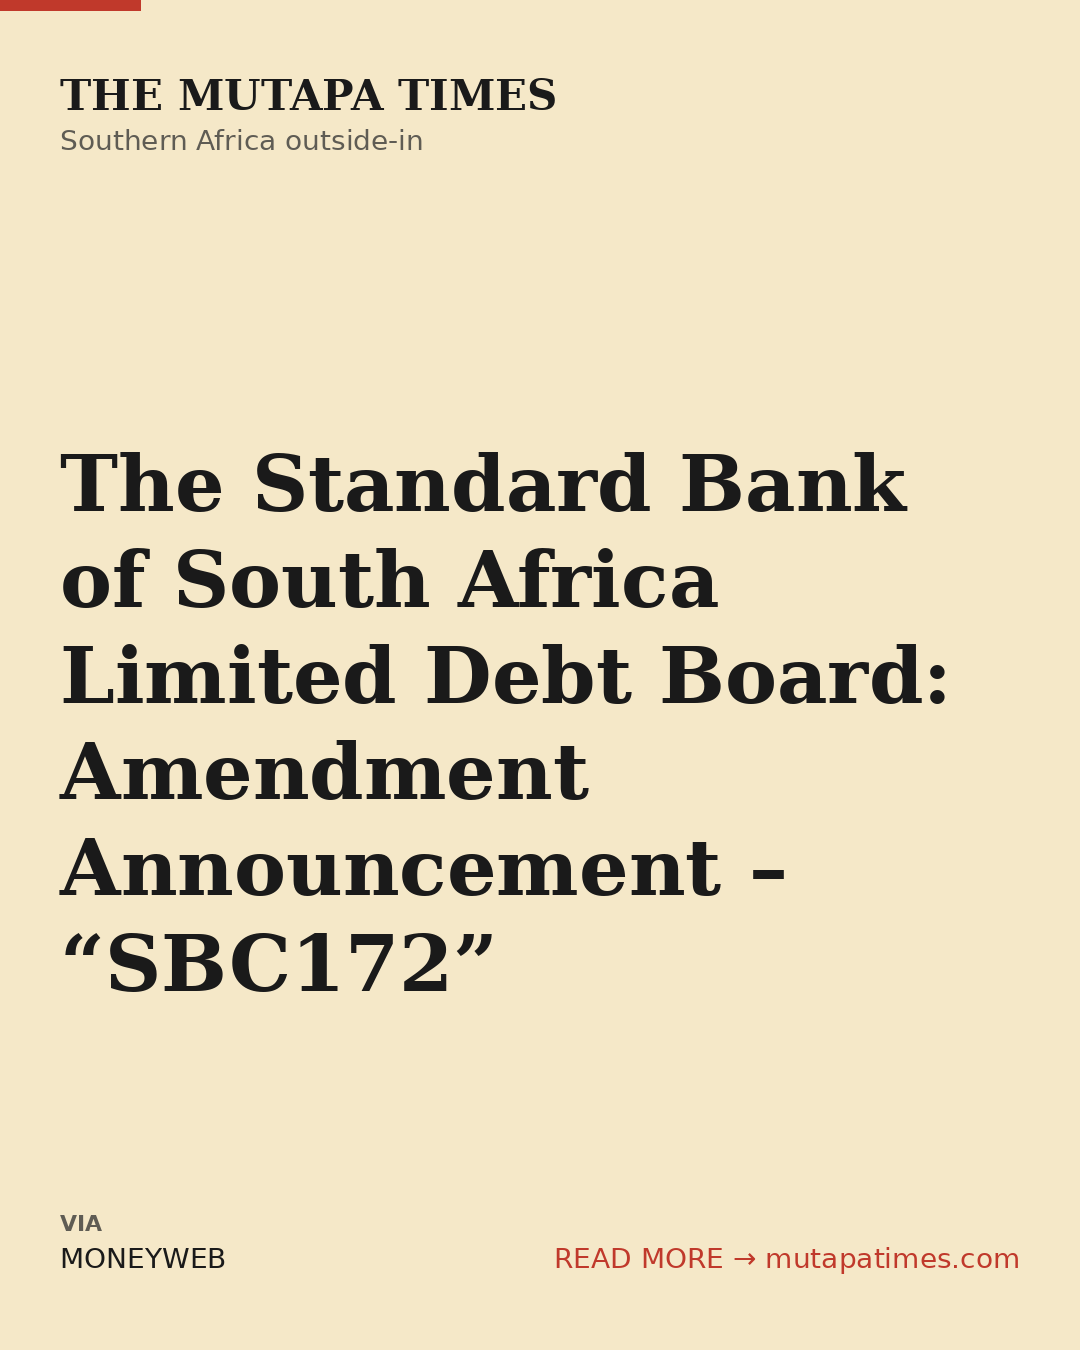 THE MUTAPA TIMES
Southern Africa outside-in
The Standard Bank
of South Africa
Limited Debt Board:
Amendment
Announcement –
“SBC172”
VIA
MONEYWEB
READ MORE → mutapatimes.com